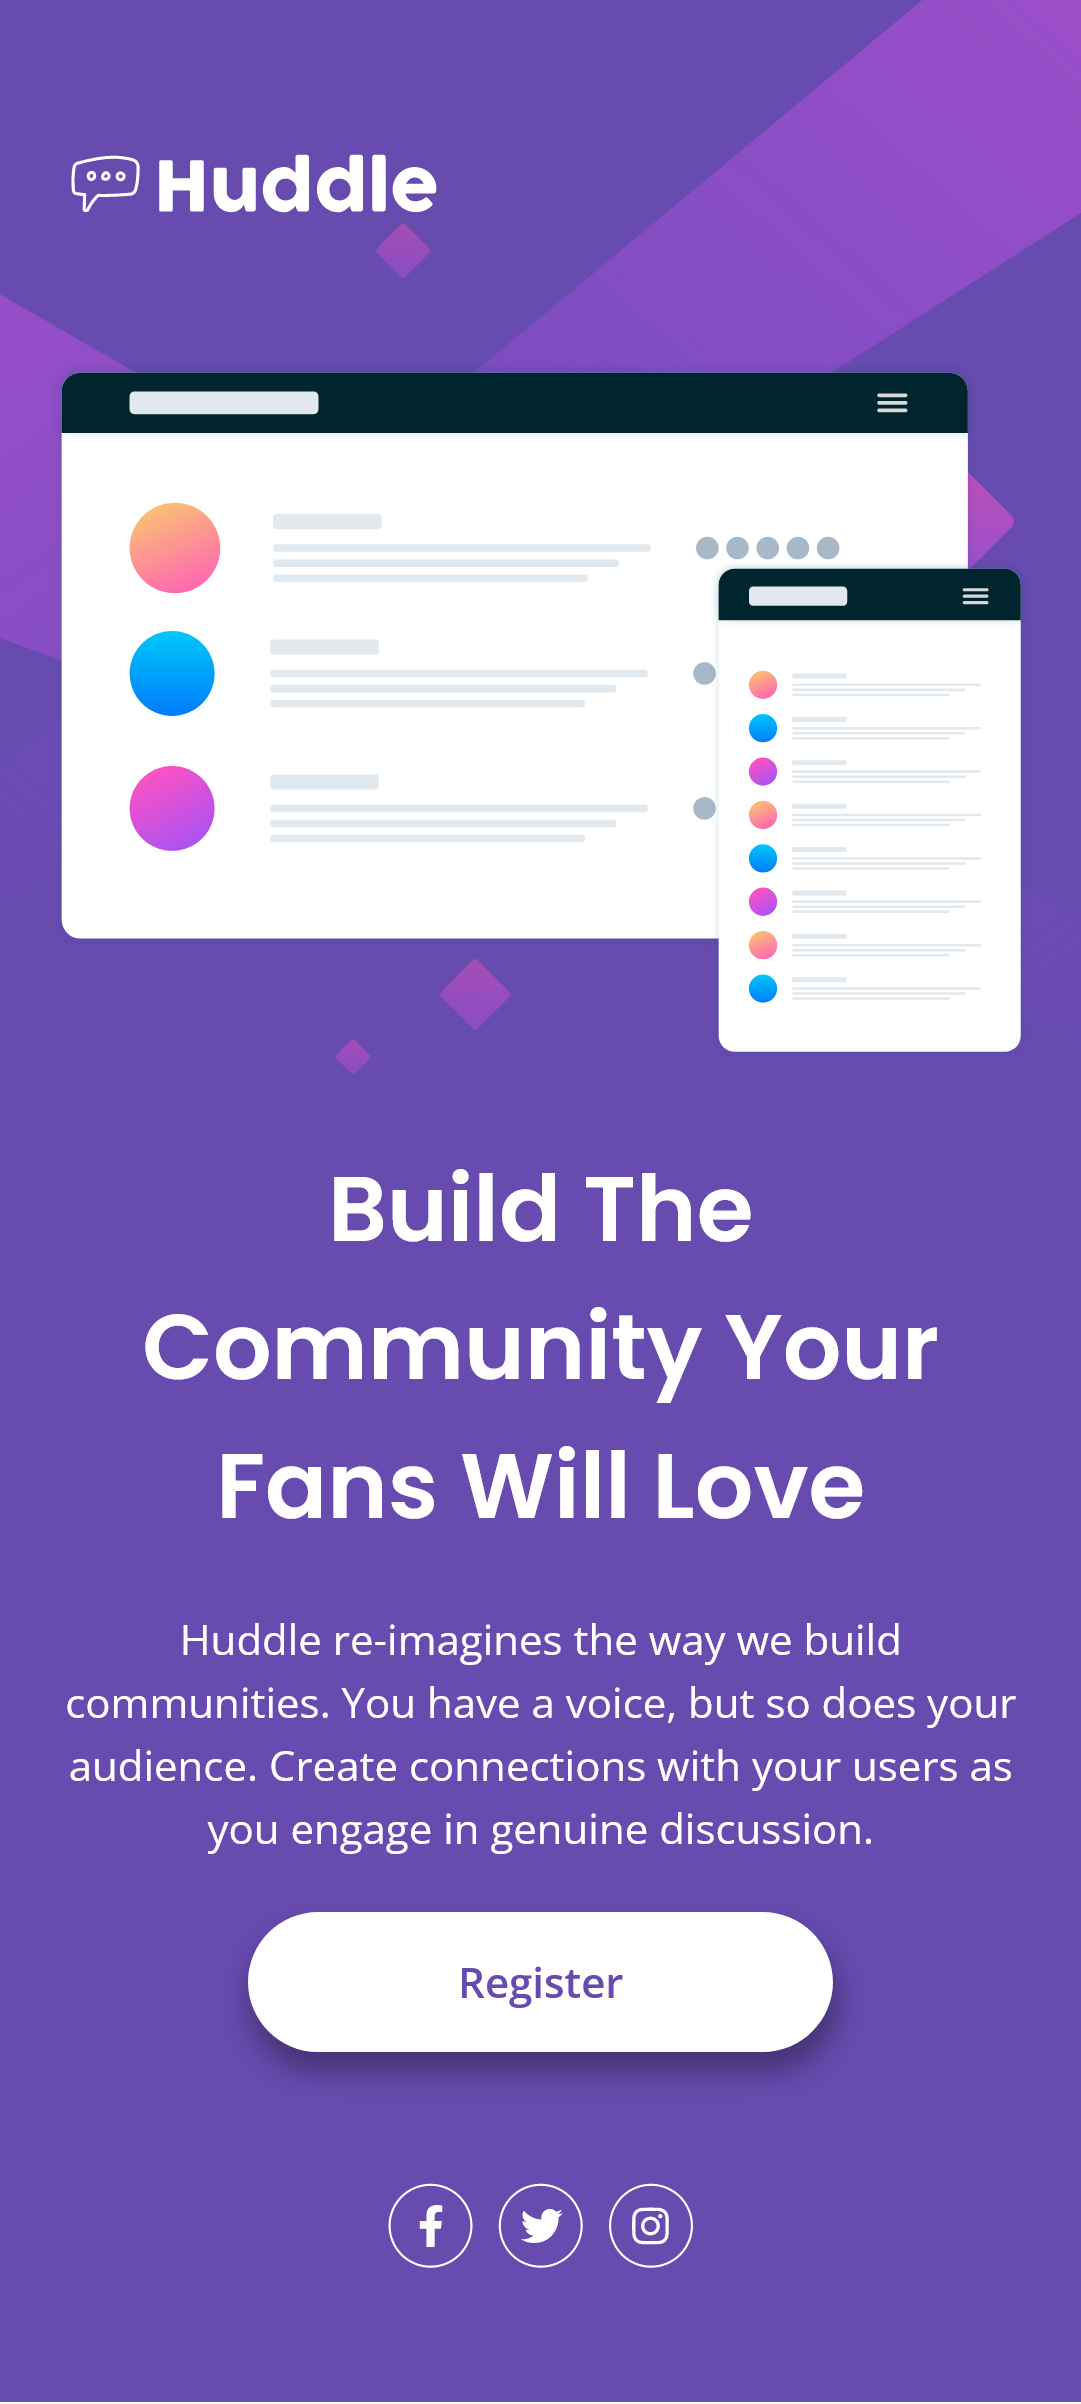 Huddle
Build The
Community Your
Fans Will Love
Huddle re-imagines the way we build
communities. You have a voice, but so does your
audience. Create connections with your users as
you engage in genuine discussion.
Register